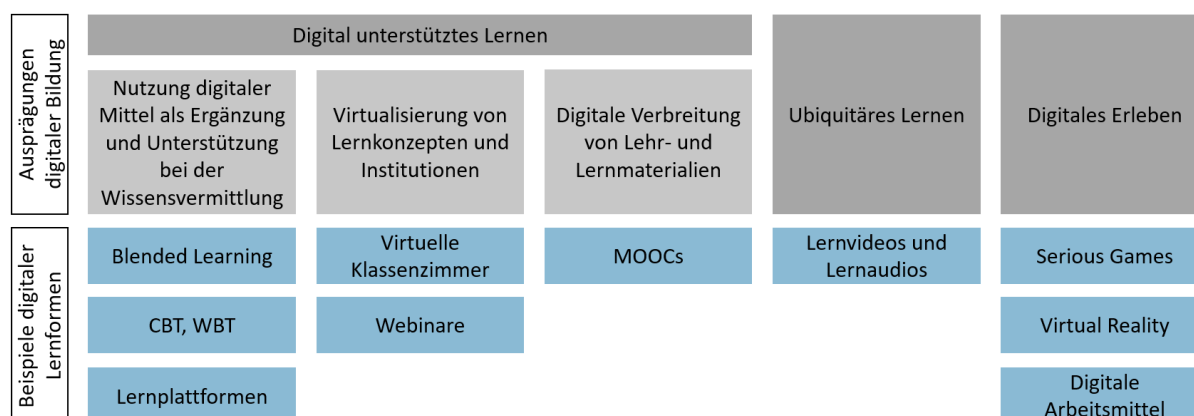 Ausprägungen
digitaler Bildung
Digital unterstütztes Lernen
Nutzung digitaler
Mittel als Ergänzung
und Unterstützung
bei der
Wissensvermittlung
Virtualisierung von
Lernkonzepten und
Institutionen
Digitale Verbreitung
von Lehr- und
Lernmaterialien
Ubiquitäres Lernen
Digitales Erleben
Beispiele digitaler
Lernformen
Blended Learning
Virtuelle
Klassenzimmer
MOOCs
Lernvideos und
Lernaudios
Serious Games
CBT, WBT
Webinare
Virtual Reality
Lernplattformen
Digitale
Arbeitsmittel